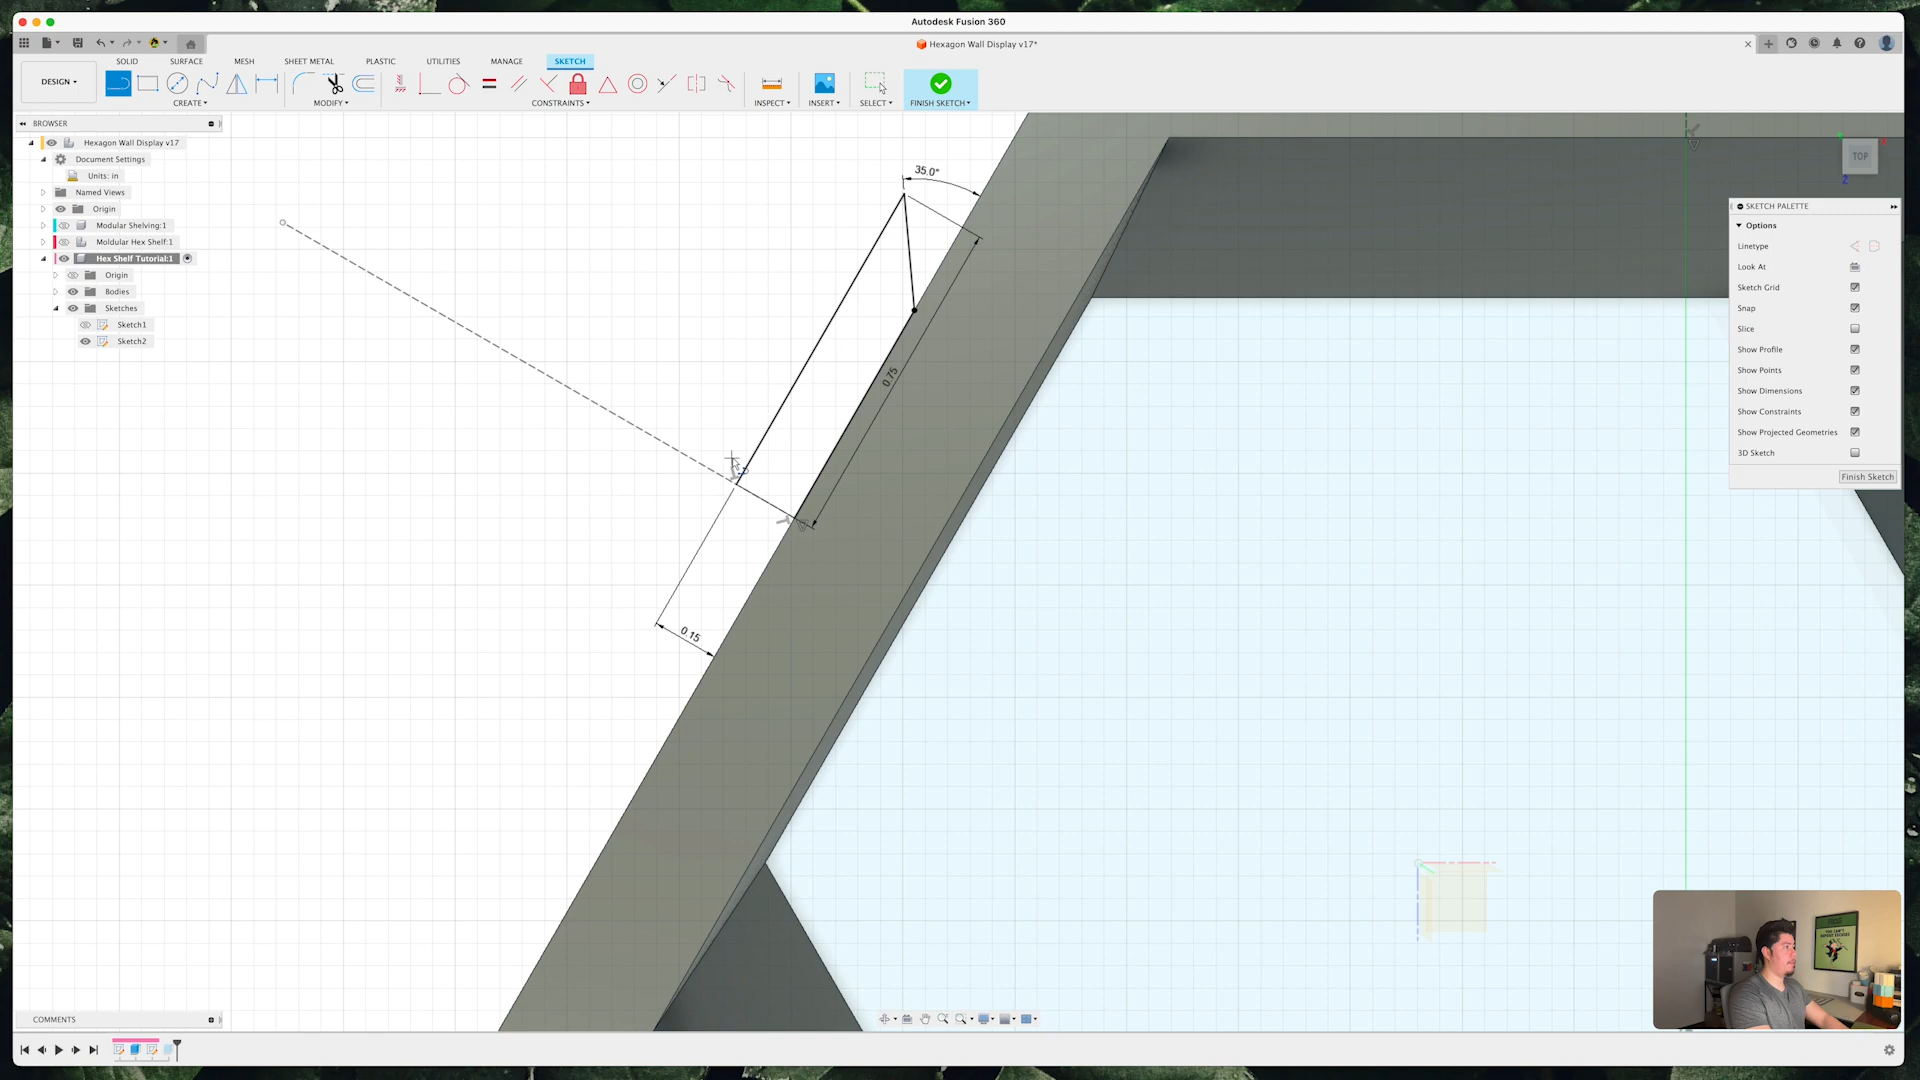 Autodesk Fusion 360
Hexagon Wall Display v17*
DESIGN
SOLID
SURFACE
MESH
SHEET METAL
PLASTIC
UTILITIES
MANAGE
SKETCH
CREATE
MODIFY
CONSTRAINTS
INSPECT
INSERT
SELECT
FINISH SKETCH
BROWSER
Hexagon Wall Display v17
Document Settings
Units: in
Named Views
Origin
Modular Shelving:1
Moldular Hex Shelf:1
Hex Shelf Tutorial:1
Origin
Bodies
Sketches
Sketch1
Sketch2
35.0°
0.75
0.15
TOP
X
Z
SKETCH PALETTE
Options
Linetype
Look At
Sketch Grid
Snap
Slice
Show Profile
Show Points
Show Dimensions
Show Constraints
Show Projected Geometries
3D Sketch
Finish Sketch
COMMENTS